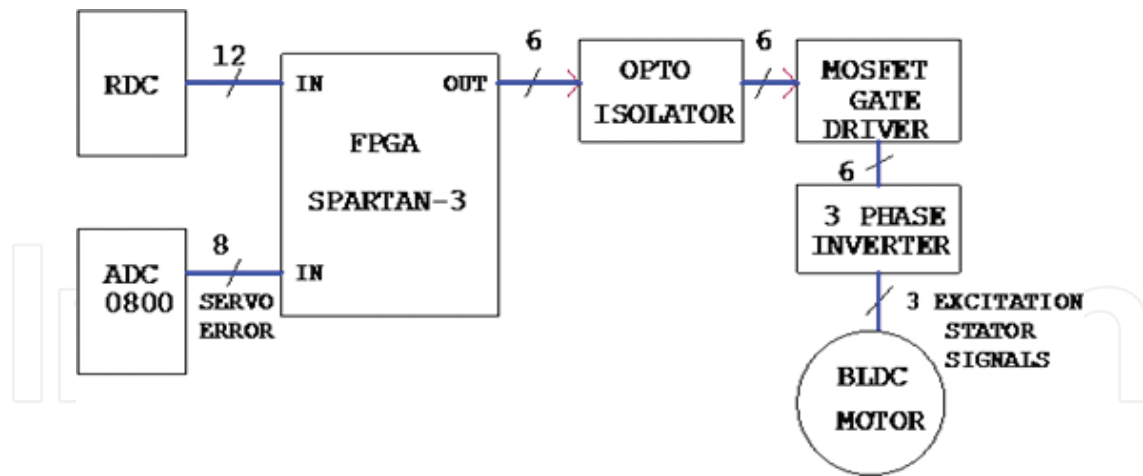 RDC
12
IN
OUT
FPGA
SPARTAN-3
IN
ADC
0800
8
SERVO
ERROR
6
OPTO
ISOLATOR
6
MOSFET
GATE
DRIVER
6
3 PHASE
INVERTER
3 EXCITATION
STATOR
SIGNALS
BLDC
MOTOR